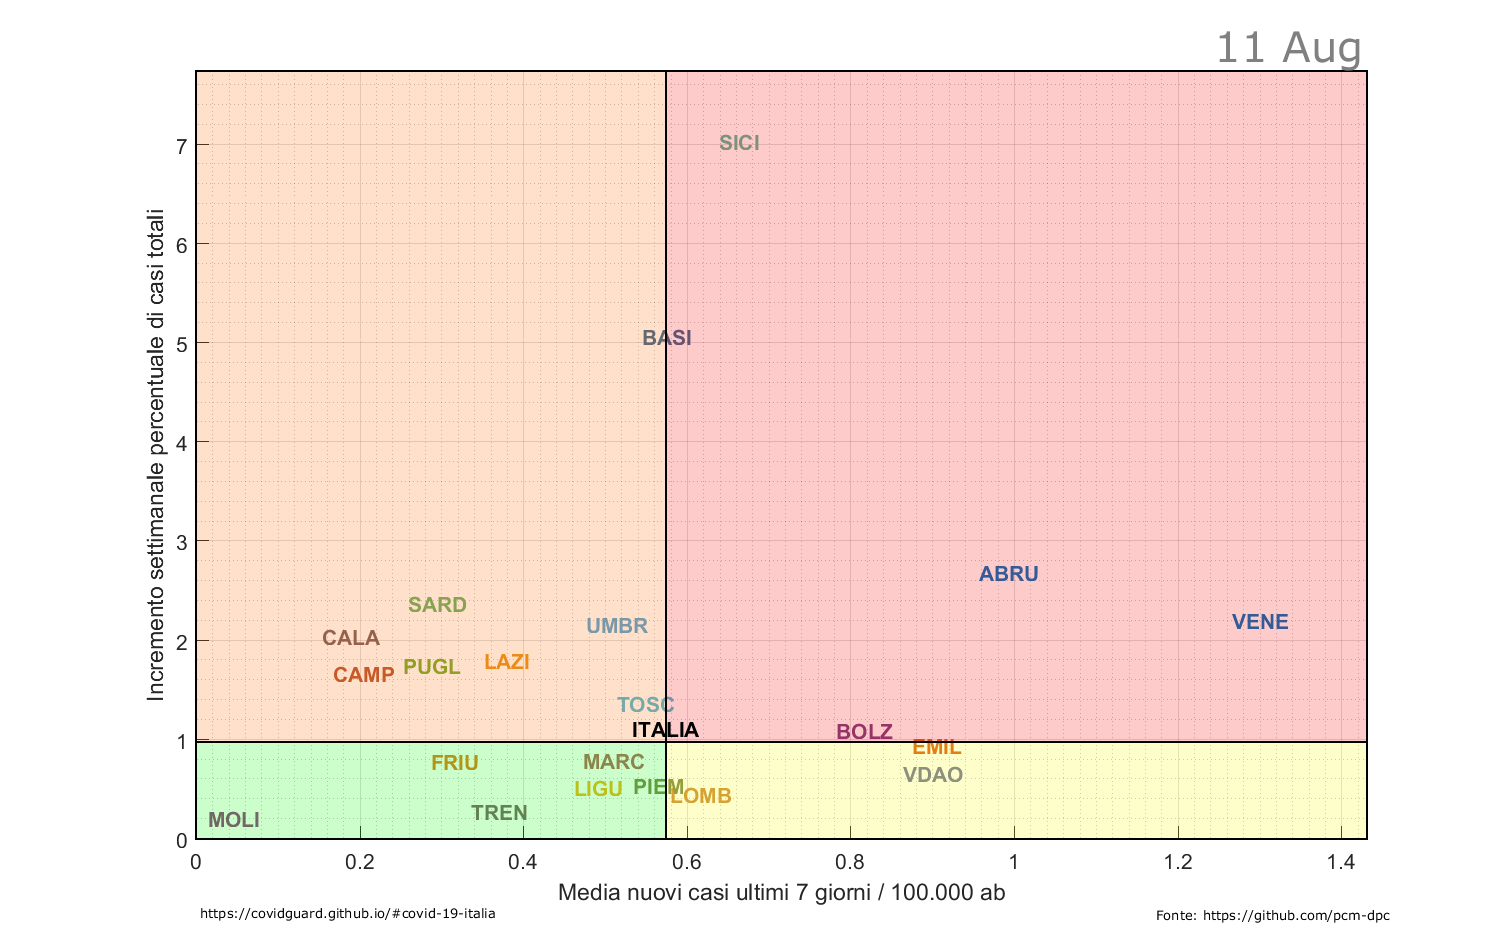 11 Aug
Incremento settimanale percentuale di casi totali
7
6
5
4
3
2
1
0
SICI
BASI
ABRU
SARD
VENE
UMBR
CALA
LAZI
PUGL
CAMP
TOSC
ITALIA
BOLZ
EMIL
MARC
FRIU
VDAO
PIEM
LIGU
LOMB
TREN
MOLI
0 0.2 0.4 0.6 0.8 1 1.2 1.4
Media nuovi casi ultimi 7 giorni / 100.000 ab
https://covidguard.github.io/#covid-19-italia
Fonte: https://github.com/pcm-dpc